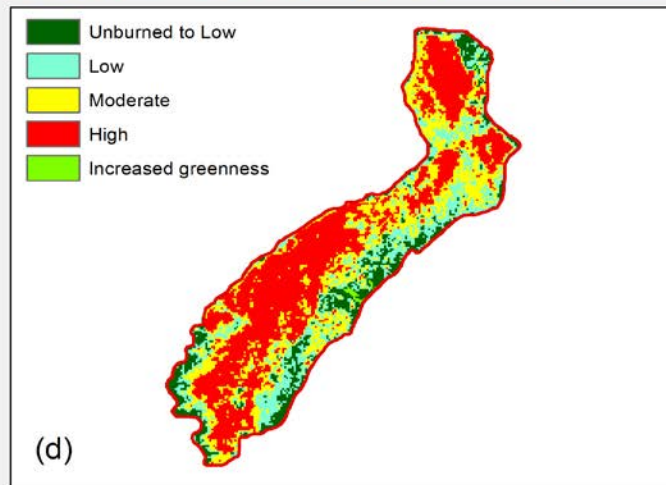 Unburned to Low
Low
Moderate
High
Increased greenness
(d)